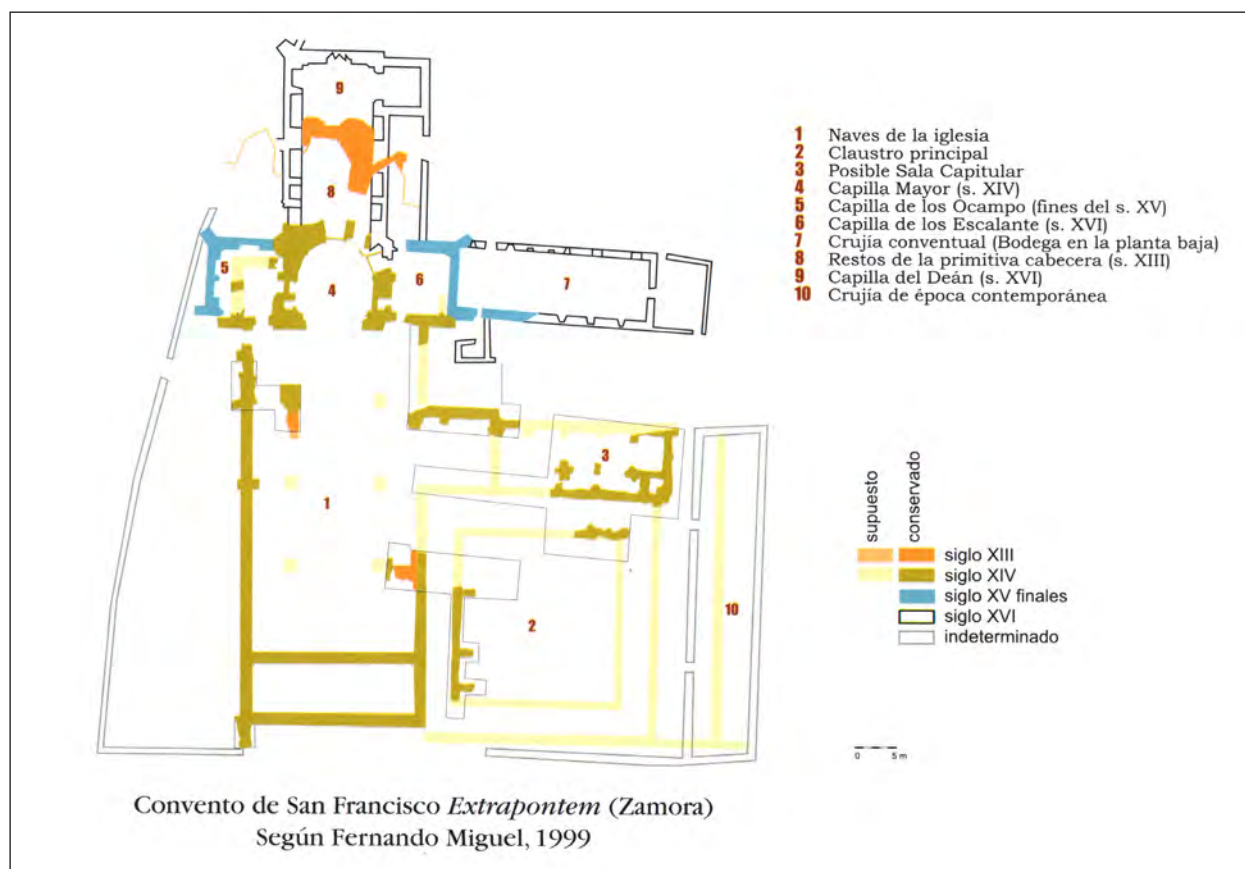 9
8
5
4
6
7
3
1
2
10
1 Naves de la iglesia
2 Claustro principal
3 Posible Sala Capitular
4 Capilla Mayor (s. XIV)
5 Capilla de los Ocampo (fines del s. XV)
6 Capilla de los Escalante (s. XVI)
7 Crujía conventual (Bodega en la planta baja)
8 Restos de la primitiva cabecera (s. XIII)
9 Capilla del Deán (s. XVI)
10 Crujía de época contemporánea
supuesto
conservado
siglo XIII
siglo XIV
siglo XV finales
siglo XVI
indeterminado
0 5 m
Convento de San Francisco Extrapontem (Zamora)
Según Fernando Miguel, 1999